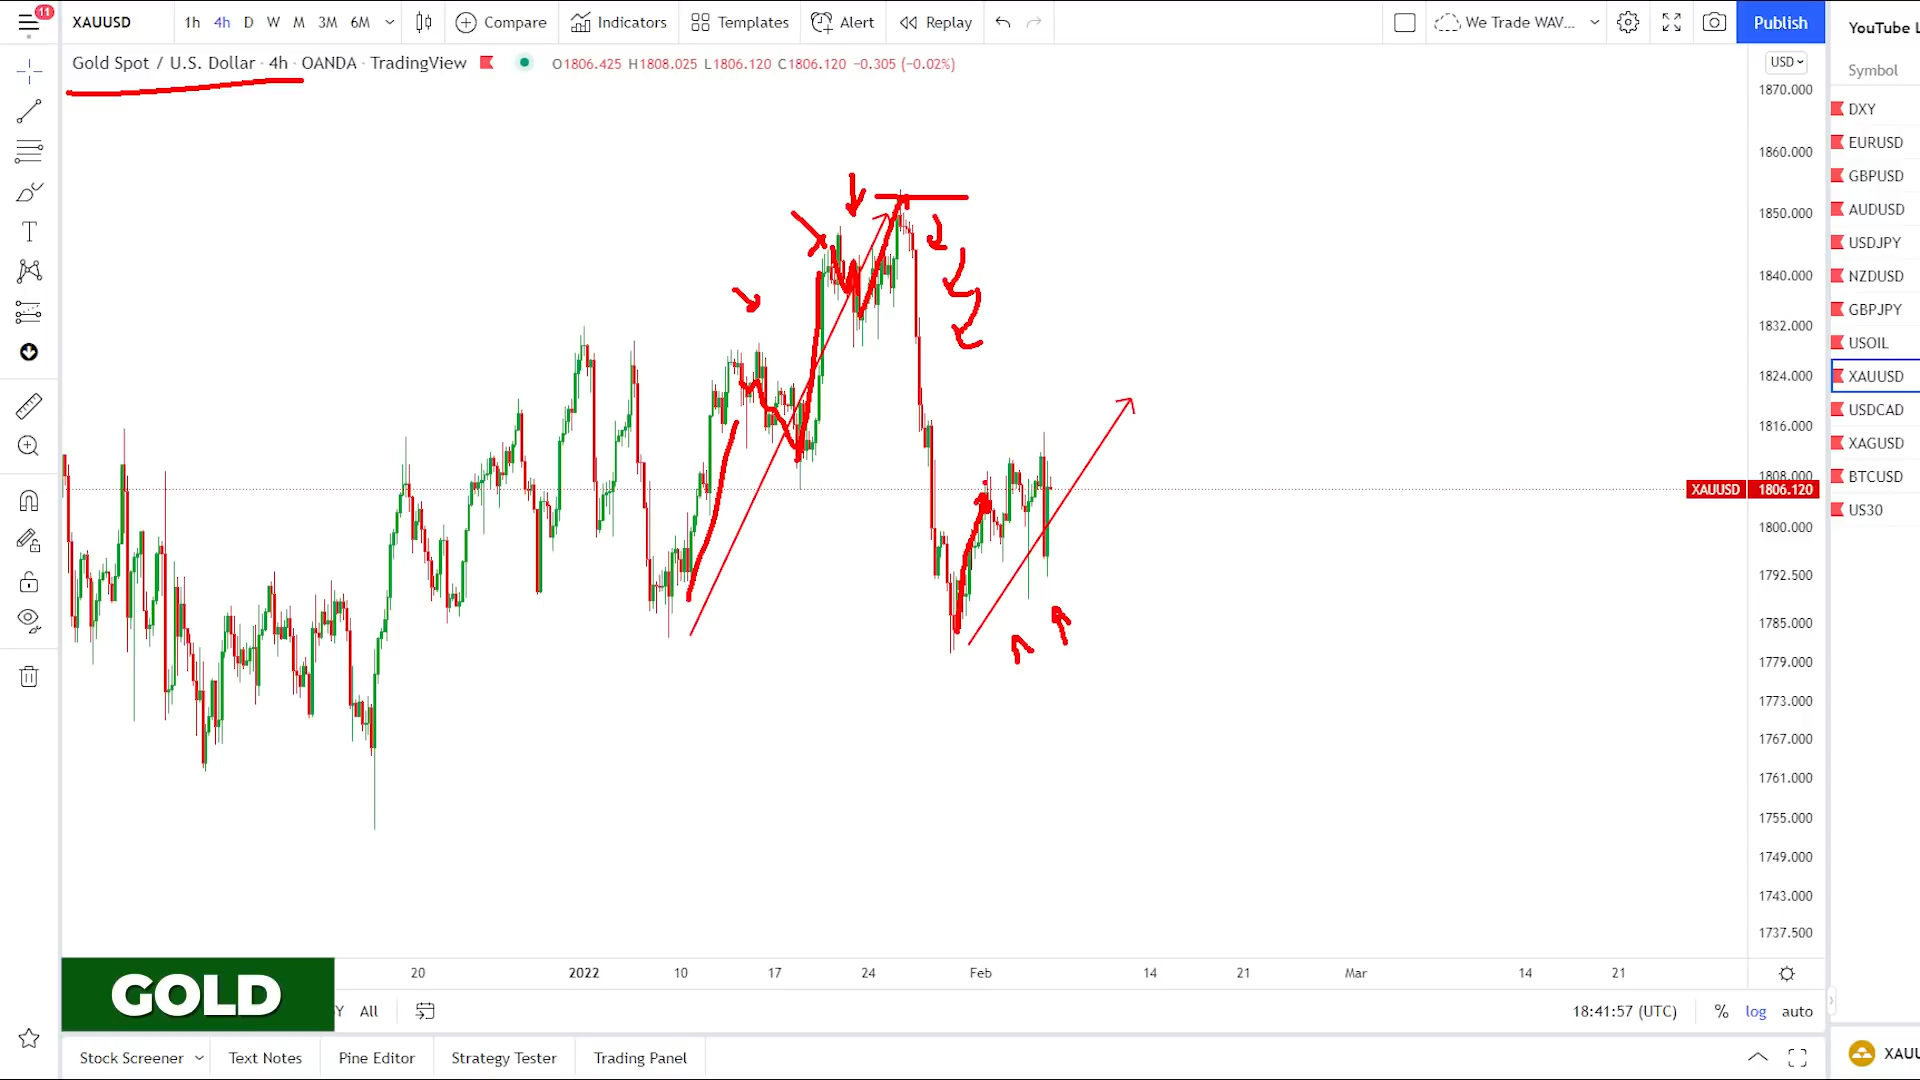 11
XAUUSD
1h 4h D W M 3M 6M
Compare
Indicators
Templates
Alert
Replay
We Trade WAV...
Publish
YouTube L
Gold Spot / U.S. Dollar · 4h · OANDA · TradingView
O1806.425 H1808.025 L1806.120 C1806.120 −0.305 (−0.02%)
USD
Symbol
1870.000
1860.000
1850.000
1840.000
1832.000
1824.000
1816.000
1808.000
XAUUSD 1806.120
1800.000
1792.500
1785.000
1779.000
1773.000
1767.000
1761.000
1755.000
1749.000
1743.000
1737.500
DXY
EURUSD
GBPUSD
AUDUSD
USDJPY
NZDUSD
GBPJPY
USOIL
XAUUSD
USDCAD
XAGUSD
BTCUSD
US30
20 2022 10 17 24 Feb 14 21 Mar 14 21
GOLD
Y All
18:41:57 (UTC) % log auto
Stock Screener
Text Notes
Pine Editor
Strategy Tester
Trading Panel
XAUU